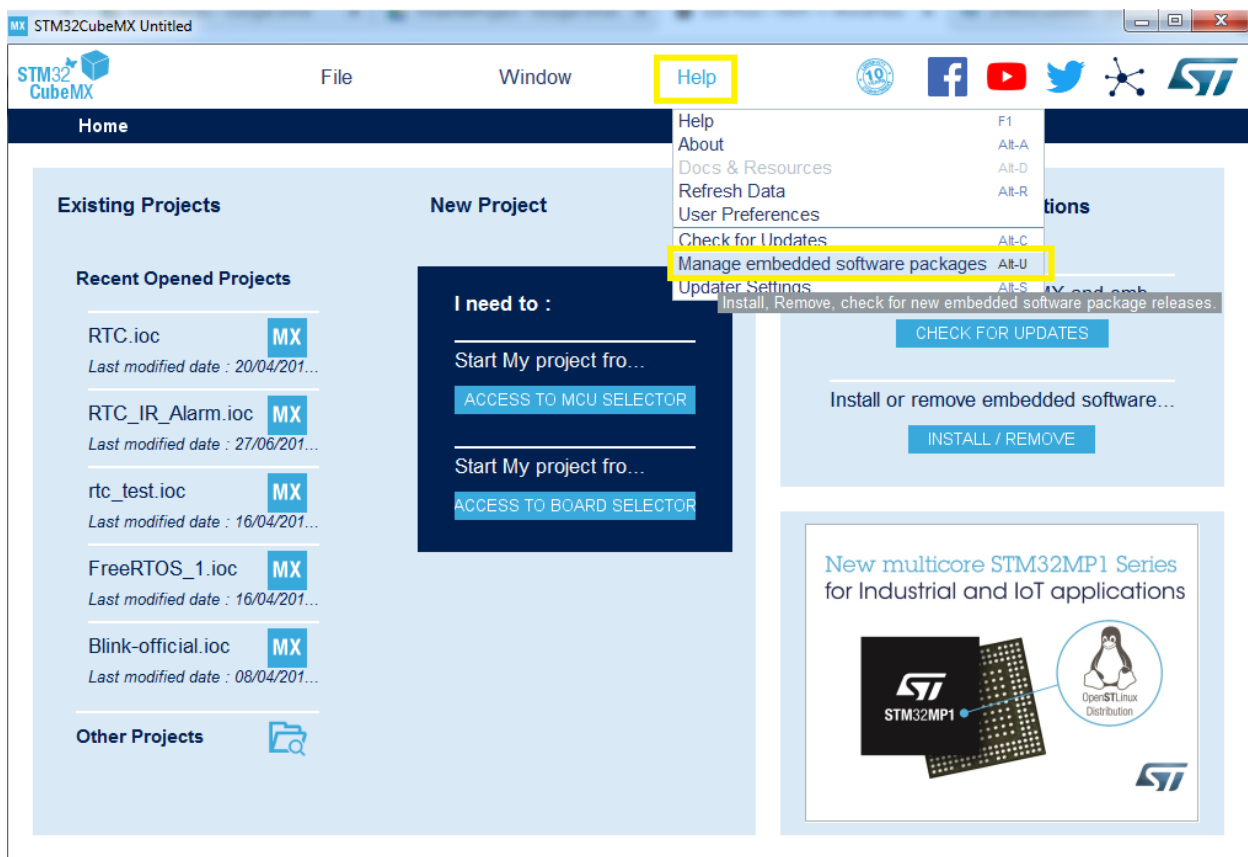 MX STM32CubeMX Untitled
STM32
CubeMX
File
Window
Help
10
Home
Help F1
About Alt-A
Docs & Resources Alt-D
Refresh Data Alt-R
User Preferences
Check for Updates Alt-C
Manage embedded software packages Alt-U
Updater Settings Alt-S
Install, Remove, check for new embedded software package releases.
Existing Projects
Recent Opened Projects
RTC.ioc MX
Last modified date : 20/04/201...
RTC_IR_Alarm.ioc MX
Last modified date : 27/06/201...
rtc_test.ioc MX
Last modified date : 16/04/201...
FreeRTOS_1.ioc MX
Last modified date : 16/04/201...
Blink-official.ioc MX
Last modified date : 08/04/201...
Other Projects
New Project
I need to :
Start My project fro...
ACCESS TO MCU SELECTOR
Start My project fro...
ACCESS TO BOARD SELECTOR
CHECK FOR UPDATES
Install or remove embedded software...
INSTALL / REMOVE
New multicore STM32MP1 Series
for Industrial and IoT applications
ST
STM32MP1
OpenSTLinux
Distribution
ST